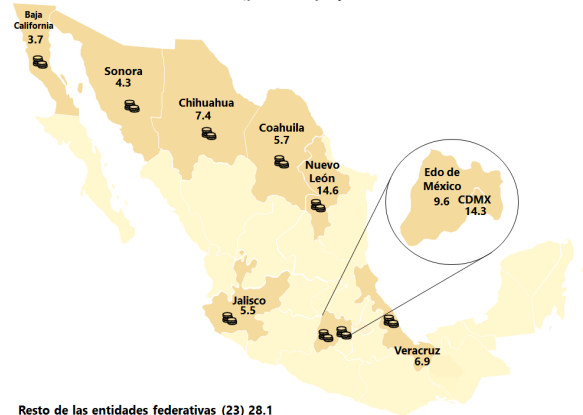 Baja
California
3.7
Sonora
4.3
Chihuahua
7.4
Coahuila
5.7
Nuevo
León
14.6
Edo de
México
9.6
CDMX
14.3
Jalisco
5.5
Veracruz
6.9
Resto de las entidades federativas (23) 28.1